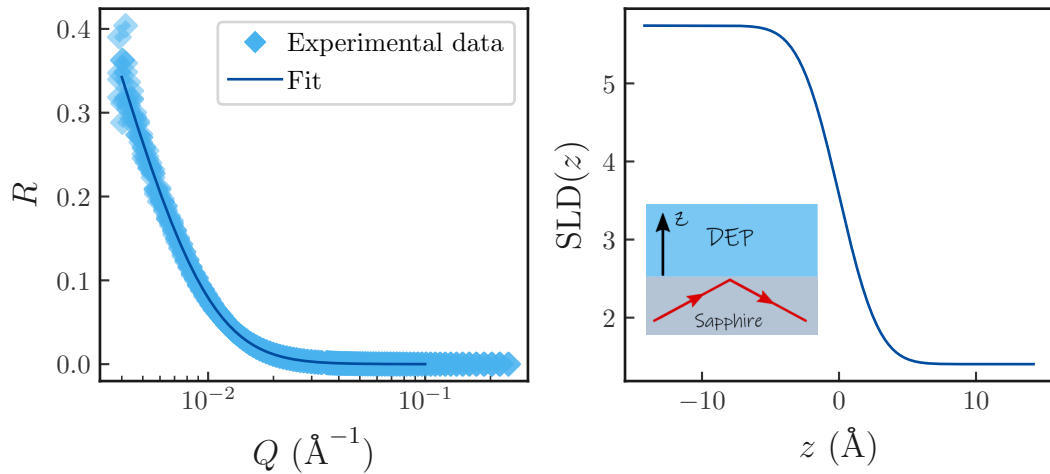 Experimental data
Fit
0.4
0.3
0.2
0.1
0.0
R
10⁻²
10⁻¹
Q (Å⁻¹)
5
4
3
2
SLD(z)
z
DEP
Sapphire
−10
0
10
z (Å)